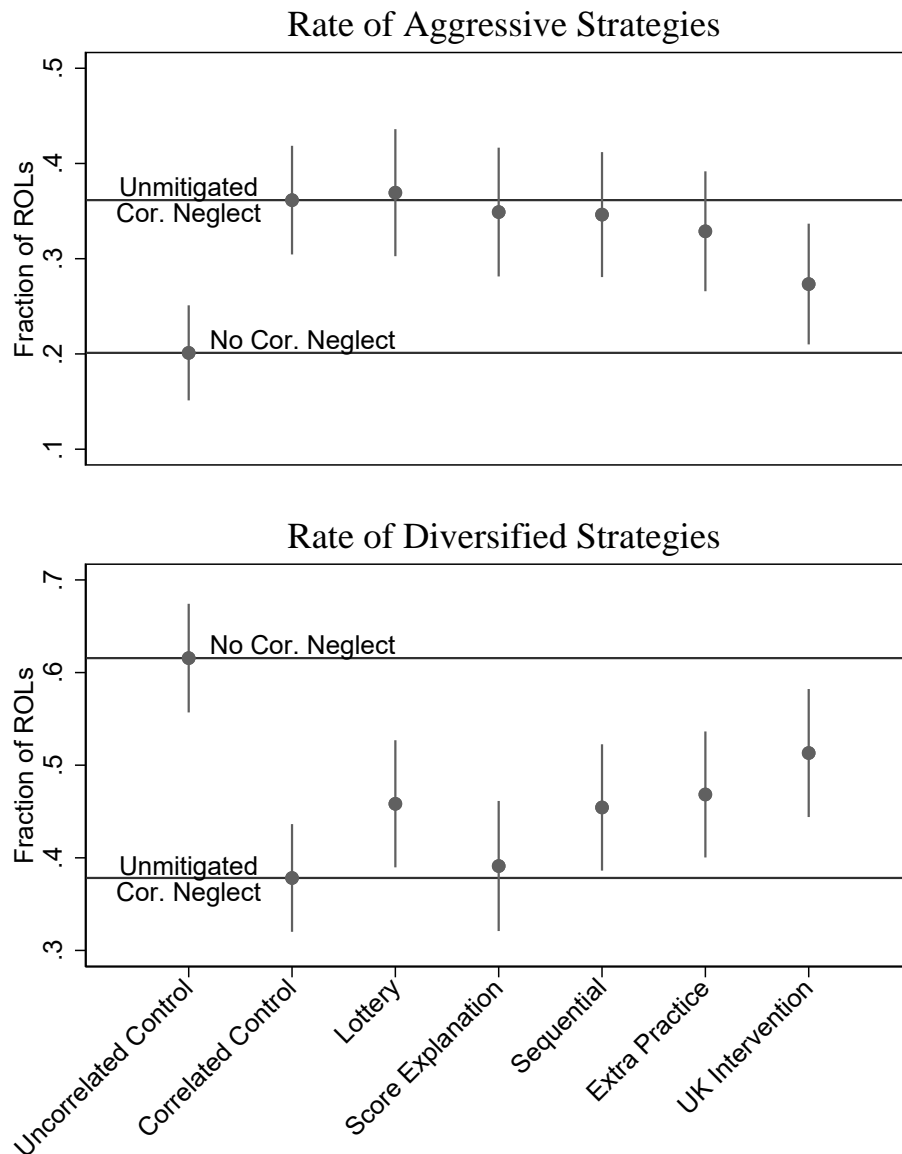 Rate of Aggressive Strategies
Fraction of ROLs
.5
.4
.3
.2
.1
Unmitigated
Cor. Neglect
No Cor. Neglect
Rate of Diversified Strategies
Fraction of ROLs
.7
.6
.5
.4
.3
No Cor. Neglect
Unmitigated
Cor. Neglect
Uncorrelated Control
Correlated Control
Lottery
Score Explanation
Sequential
Extra Practice
UK Intervention